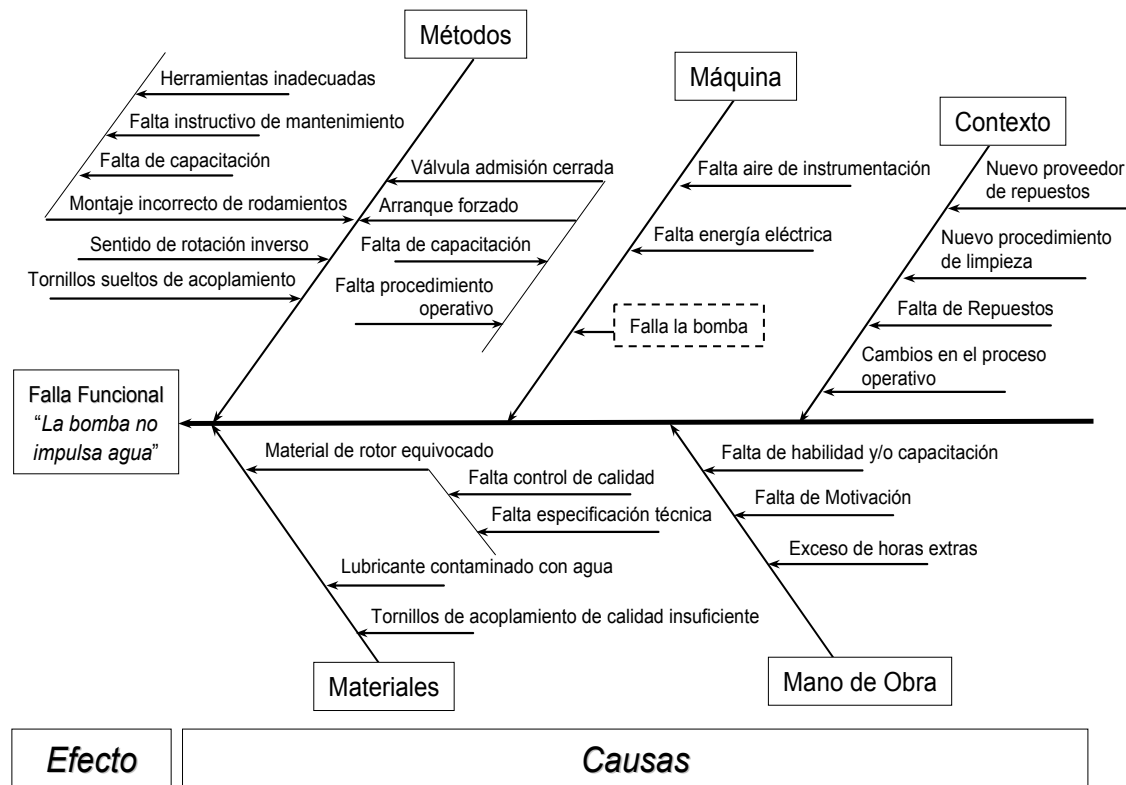 Métodos
Herramientas inadecuadas
Falta instructivo de mantenimiento
Falta de capacitación
Montaje incorrecto de rodamientos
Sentido de rotación inverso
Tornillos sueltos de acoplamiento
Válvula admisión cerrada
Arranque forzado
Falta de capacitación
Falta procedimiento
operativo
Máquina
Falta aire de instrumentación
Falta energía eléctrica
Falla la bomba
Contexto
Nuevo proveedor
de repuestos
Nuevo procedimiento
de limpieza
Falta de Repuestos
Cambios en el proceso
operativo
Falla Funcional
“La bomba no
impulsa agua”
Material de rotor equivocado
Falta control de calidad
Falta especificación técnica
Lubricante contaminado con agua
Tornillos de acoplamiento de calidad insuficiente
Materiales
Falta de habilidad y/o capacitación
Falta de Motivación
Exceso de horas extras
Mano de Obra
Efecto
Causas